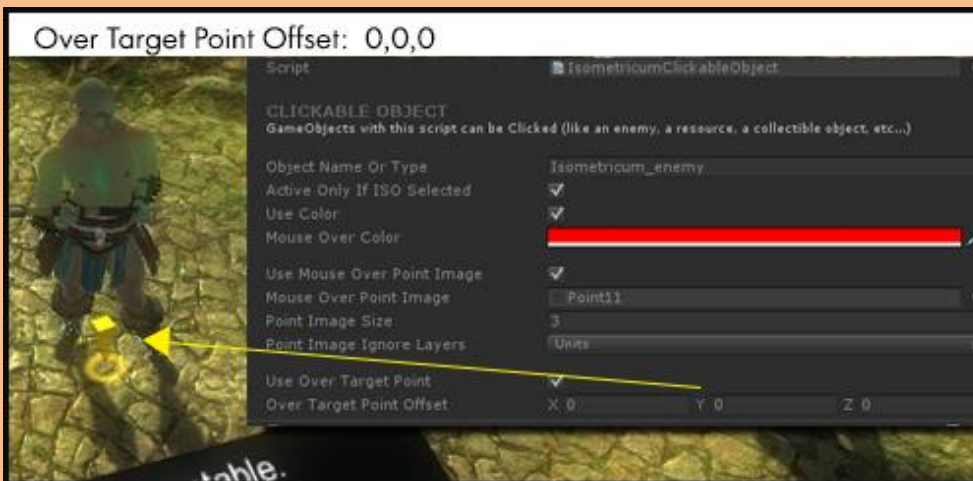 Over Target Point Offset: 0,0,0
Script IsometricumClickableObject
CLICKABLE OBJECT
GameObjects with this script can be Clicked (like an enemy, a resource, a collectible object, etc...)
Object Name Or Type Isometricum_enemy
Active Only If ISO Selected
Use Color
Mouse Over Color
Use Mouse Over Point Image
Mouse Over Point Image Point11
Point Image Size 3
Point Image Ignore Layers Units
Use Over Target Point
Over Target Point Offset X 0 Y 0 Z 0